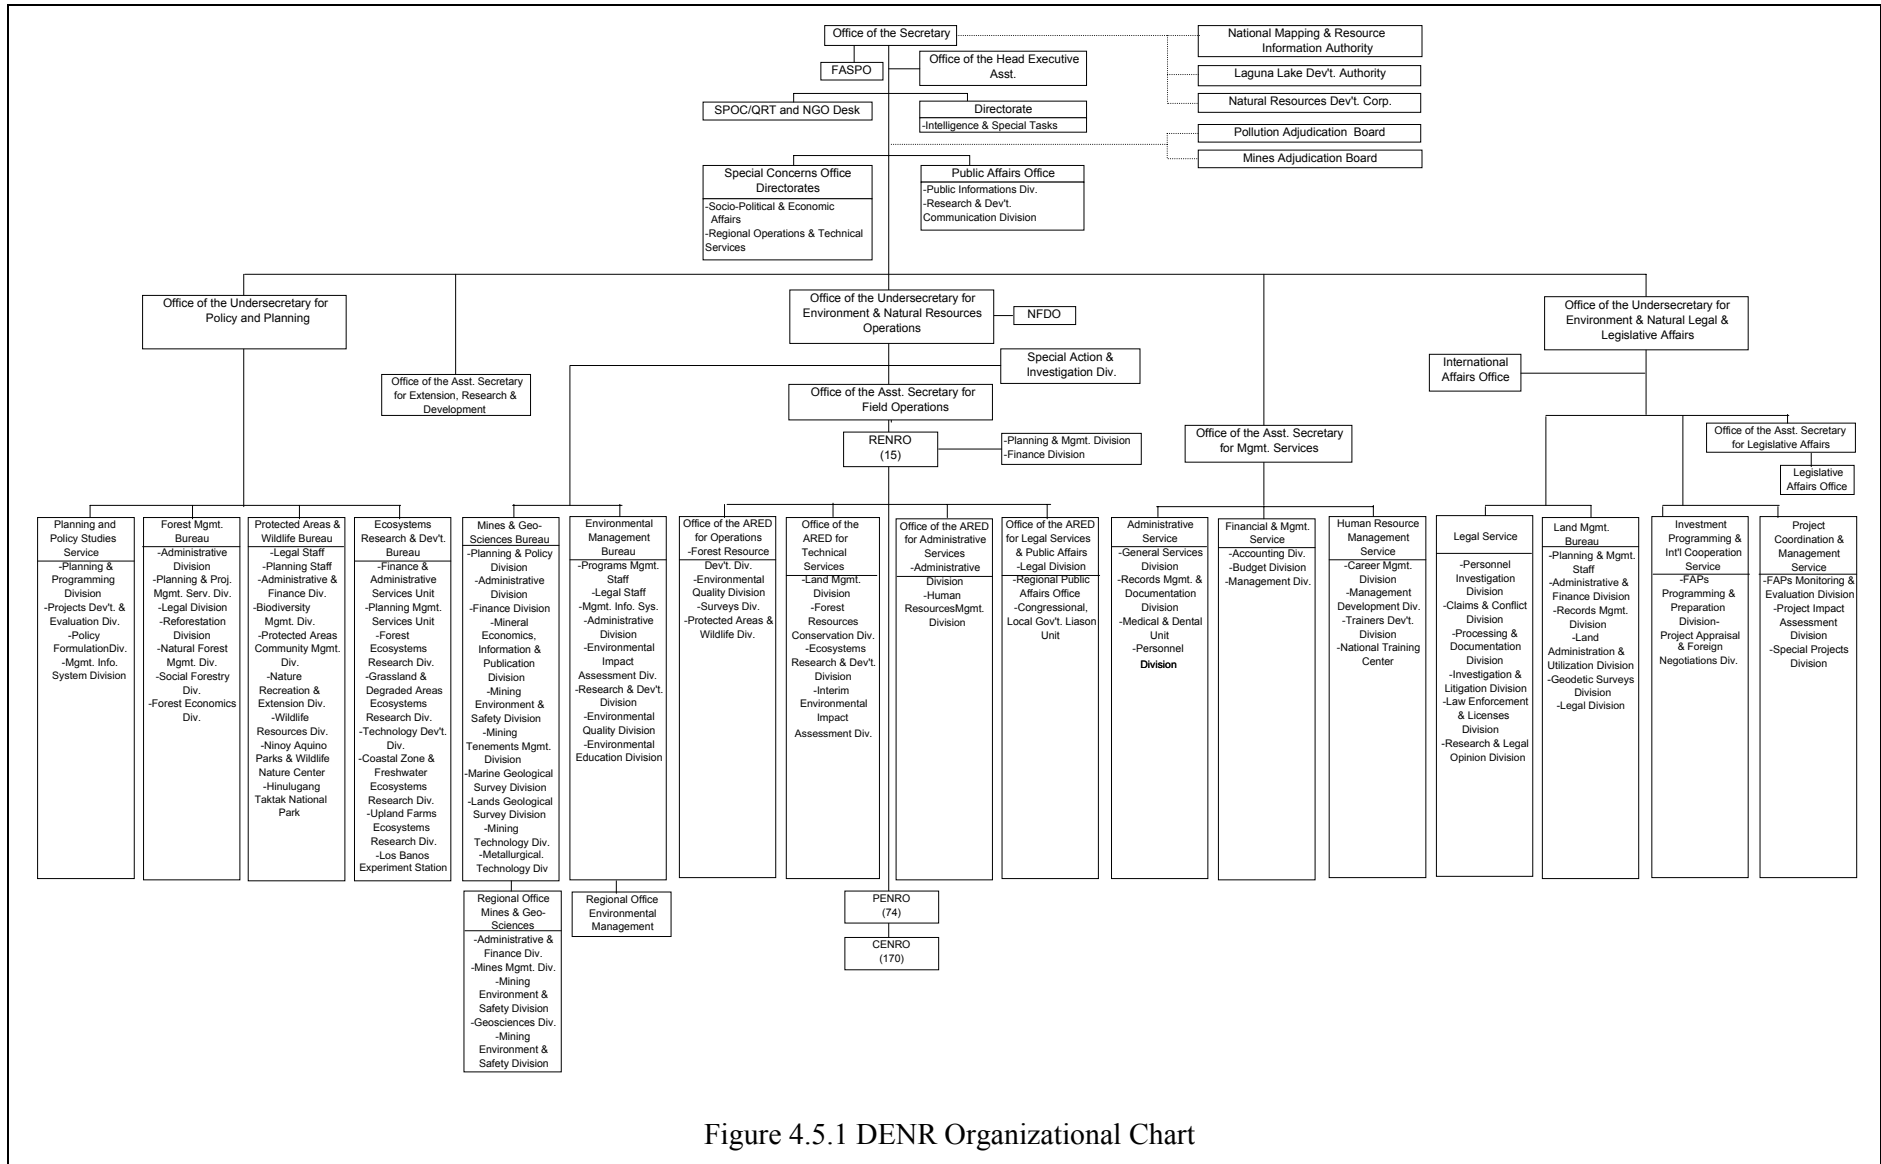 Office of the Secretary
National Mapping & Resource
Information Authority
FASPO
Office of the Head Executive
Asst.
Laguna Lake Dev't. Authority
SPOC/QRT and NGO Desk
Directorate
-Intelligence & Special Tasks
Natural Resources Dev't. Corp.
Pollution Adjudication Board
Mines Adjudication Board
Special Concerns Office
Directorates
-Socio-Political & Economic
Affairs
-Regional Operations & Technical
Services
Public Affairs Office
-Public Informations Div.
-Research & Dev't.
Communication Division
Office of the Undersecretary for
Policy and Planning
Office of the Undersecretary for
Environment & Natural Resources
Operations
NFDO
Office of the Undersecretary for
Environment & Natural Legal &
Legislative Affairs
Office of the Asst. Secretary
for Extension, Research &
Development
Special Action &
Investigation Div.
International
Affairs Office
Office of the Asst. Secretary for
Field Operations
RENRO
(15)
-Planning & Mgmt. Division
-Finance Division
Office of the Asst. Secretary
for Mgmt. Services
Office of the Asst. Secretary
for Legislative Affairs
Legislative
Affairs Office
Planning and
Policy Studies
Service
-Planning &
Programming
Division
-Projects Dev't. &
Evaluation Div.
-Policy
FormulationDiv.
-Mgmt. Info.
System Division
Forest Mgmt.
Bureau
-Administrative
Division
-Planning & Proj.
Mgmt. Serv. Div.
-Legal Division
-Reforestation
Division
-Natural Forest
Mgmt. Div.
-Social Forestry
Div.
-Forest Economics
Div.
Protected Areas &
Wildlife Bureau
-Legal Staff
-Planning Staff
-Administrative &
Finance Div.
-Biodiversity
Mgmt. Div.
-Protected Areas
Community Mgmt.
Div.
-Nature
Recreation &
Extension Div.
-Wildlife
Resources Div.
-Ninoy Aquino
Parks & Wildlife
Nature Center
-Hinulugang
Taktak National
Park
Ecosystems
Research & Dev't.
Bureau
-Finance &
Administrative
Services Unit
-Planning Mgmt.
Services Unit
-Forest
Ecosystems
Research Div.
-Grassland &
Degraded Areas
Ecosystems
Research Div.
-Technology Dev't.
Div.
-Coastal Zone &
Freshwater
Ecosystems
Research Div.
-Upland Farms
Ecosystems
Research Div.
-Los Banos
Experiment Station
Mines & Geo-
Sciences Bureau
-Planning & Policy
Division
-Administrative
Division
-Finance Division
-Mineral
Economics,
Information &
Publication
Division
-Mining
Environment &
Safety Division
-Mining
Tenements Mgmt.
Division
-Marine Geological
Survey Division
-Lands Geological
Survey Division
-Mining
Technology Div.
-Metallurgical.
Technology Div
Environmental
Management
Bureau
-Programs Mgmt.
Staff
-Legal Staff
-Mgmt. Info. Sys.
-Administrative
Division
-Environmental
Impact
Assessment Div.
-Research & Dev't.
Division
-Environmental
Quality Division
-Environmental
Education Division
Office of the ARED
for Operations
-Forest Resource
Dev't. Div.
-Environmental
Quality Division
-Surveys Div.
-Protected Areas &
Wildlife Div.
Office of the
ARED for
Technical
Services
-Land Mgmt.
Division
-Forest
Resources
Conservation Div.
-Ecosystems
Research & Dev't.
Division
-Interim
Environmental
Impact
Assessment Div.
Office of the ARED
for Administrative
Services
-Administrative
Division
-Human
ResourcesMgmt.
Division
Office of the ARED
for Legal Services
& Public Affairs
-Legal Division
-Regional Public
Affairs Office
-Congressional,
Local Gov't. Liason
Unit
Administrative
Service
-General Services
Division
-Records Mgmt. &
Documentation
Division
-Medical & Dental
Unit
-Personnel
Division
Financial & Mgmt.
Service
-Accounting Div.
-Budget Division
-Management Div.
Human Resource
Management
Service
-Career Mgmt.
Division
-Management
Development Div.
-Trainers Dev't.
Division
-National Training
Center
Legal Service
-Personnel
Investigation
Division
-Claims & Conflict
Division
-Processing &
Documentation
Division
-Investigation &
Litigation Division
-Law Enforcement
& Licenses
Division
-Research & Legal
Opinion Division
Land Mgmt.
Bureau
-Planning & Mgmt.
Staff
-Administrative &
Finance Division
-Records Mgmt.
Division
-Land
Administration &
Utilization Division
-Geodetic Surveys
Division
-Legal Division
Investment
Programming &
Int'l Cooperation
Service
-FAPs
Programming &
Preparation
Division-
Project Appraisal
& Foreign
Negotiations Div.
Project
Coordination &
Management
Service
-FAPs Monitoring &
Evaluation Division
-Project Impact
Assessment
Division
-Special Projects
Division
Regional Office
Mines & Geo-
Sciences
-Administrative &
Finance Div.
-Mines Mgmt. Div.
-Mining
Environment &
Safety Division
-Geosciences Div.
-Mining
Environment &
Safety Division
Regional Office
Environmental
Management
PENRO
(74)
CENRO
(170)
Figure 4.5.1 DENR Organizational Chart